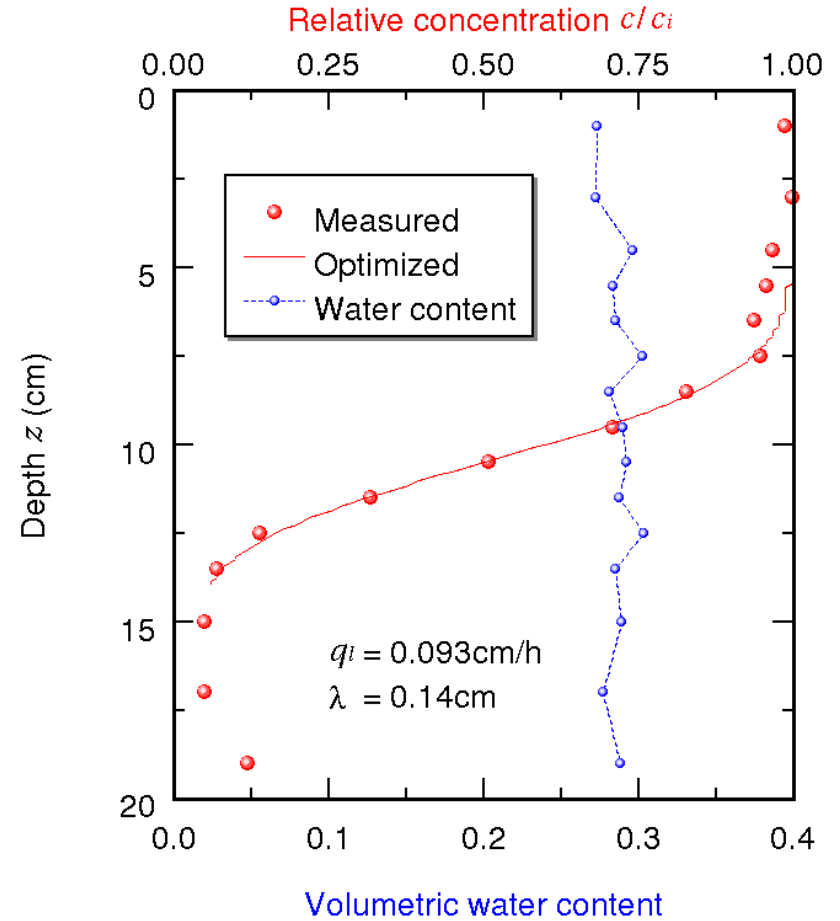 Relative concentration c/ci
0.00 0.25 0.50 0.75 1.00
0
5
10
15
20
Depth z (cm)
Measured
Optimized
Water content
ql = 0.093cm/h
λ = 0.14cm
0.0 0.1 0.2 0.3 0.4
Volumetric water content